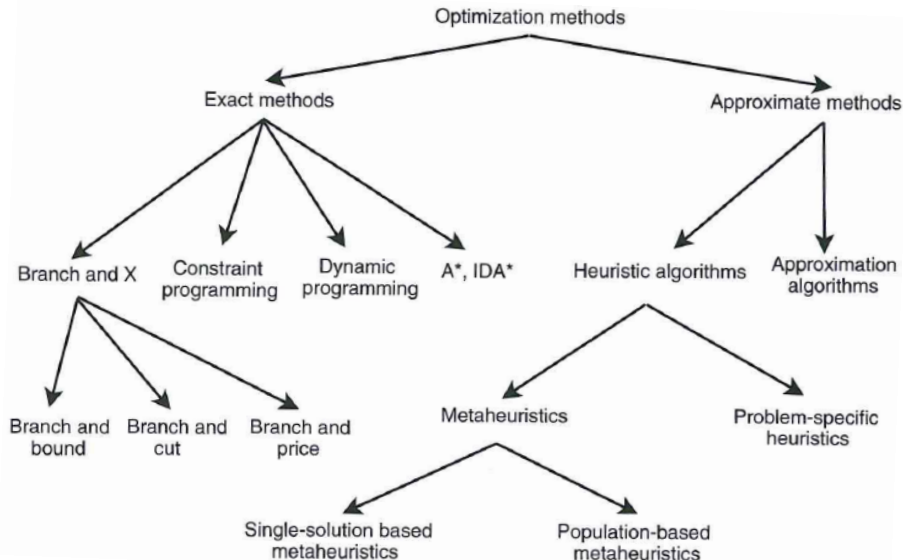 Optimization methods
Exact methods
Approximate methods
Branch and X
Constraint
programming
Dynamic
programming
A*, IDA*
Heuristic algorithms
Approximation
algorithms
Branch and
bound
Branch and
cut
Branch and
price
Metaheuristics
Problem-specific
heuristics
Single-solution based
metaheuristics
Population-based
metaheuristics